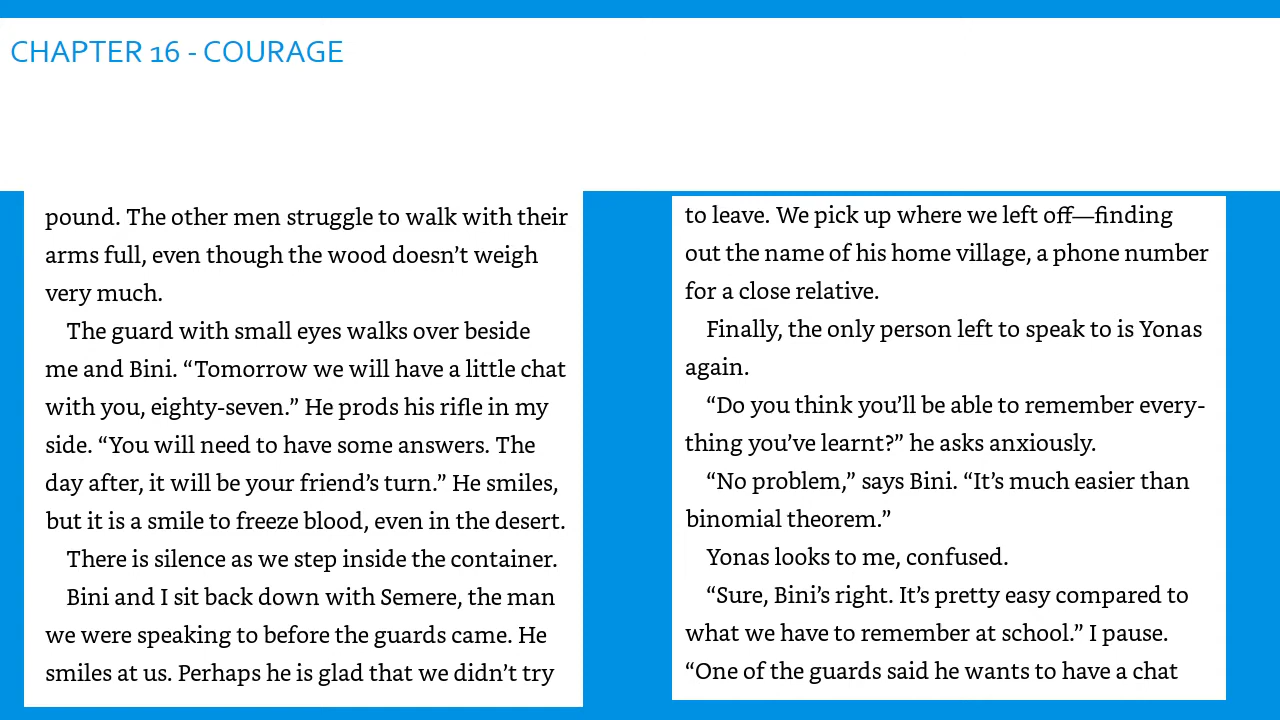 CHAPTER 16 - COURAGE
pound. The other men struggle to walk with their
arms full, even though the wood doesn’t weigh
very much.
The guard with small eyes walks over beside
me and Bini. “Tomorrow we will have a little chat
with you, eighty-seven.” He prods his rifle in my
side. “You will need to have some answers. The
day after, it will be your friend’s turn.” He smiles,
but it is a smile to freeze blood, even in the desert.
There is silence as we step inside the container.
Bini and I sit back down with Semere, the man
we were speaking to before the guards came. He
smiles at us. Perhaps he is glad that we didn’t try
to leave. We pick up where we left off—finding
out the name of his home village, a phone number
for a close relative.
Finally, the only person left to speak to is Yonas
again.
“Do you think you’ll be able to remember every-
thing you’ve learnt?” he asks anxiously.
“No problem,” says Bini. “It’s much easier than
binomial theorem.”
Yonas looks to me, confused.
“Sure, Bini’s right. It’s pretty easy compared to
what we have to remember at school.” I pause.
“One of the guards said he wants to have a chat